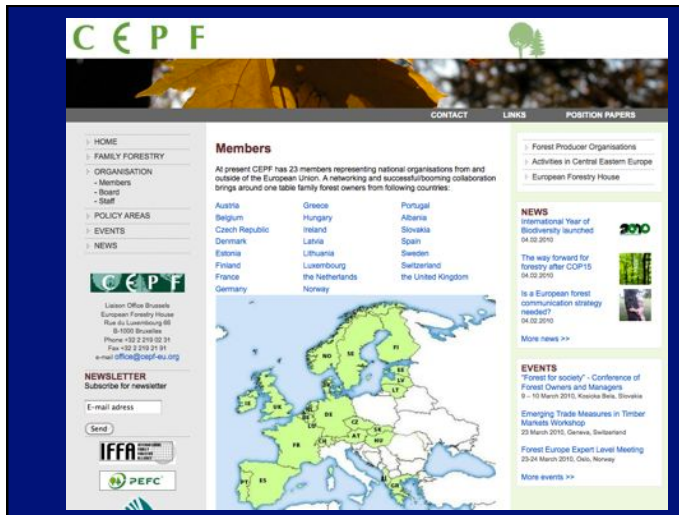 CEPF
CONTACT LINKS POSITION PAPERS
HOME
FAMILY FORESTRY
ORGANISATION
- Members
- Board
- Staff
POLICY AREAS
EVENTS
NEWS
CEPF
Liaison Office Brussels
European Forestry House
Rue du Luxembourg 66
B-1000 Bruxelles
Phone +32 2 219 02 31
Fax +32 2 219 21 91
e-mail office@cepf-eu.org
NEWSLETTER
Subscribe for newsletter
E-mail adress
Send
IFFA
PEFC
Members
At present CEPF has 23 members representing national organisations from and
outside of the European Union. A networking and successful/booming collaboration
brings around one table family forest owners from following countries:
Austria Greece Portugal
Belgium Hungary Albania
Czech Republic Ireland Slovakia
Denmark Latvia Spain
Estonia Lithuania Sweden
Finland Luxembourg Switzerland
France the Netherlands the United Kingdom
Germany Norway
NO SE FI
EE
LV
LT
DK
IE UK
NL
DE
CZ
SK
FR CH AT HU
PT ES
GR
Forest Producer Organisations
Activities in Central Eastern Europe
European Forestry House
NEWS
International Year of
Biodiversity launched
04.02.2010
2010
The way forward for
forestry after COP15
04.02.2010
Is a European forest
communication strategy
needed?
04.02.2010
More news >>
EVENTS
"Forest for society" - Conference of
Forest Owners and Managers
9 – 10 March 2010, Kosicka Bela, Slovakia
Emerging Trade Measures in Timber
Markets Workshop
23 March 2010, Geneva, Switzerland
Forest Europe Expert Level Meeting
23-24 March 2010, Oslo, Norway
More events >>